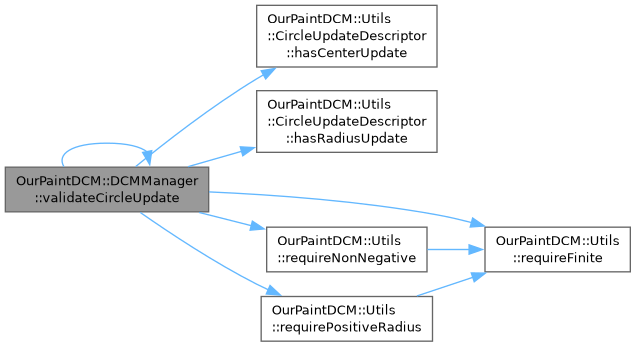 OurPaintDCM::Utils
::CircleUpdateDescriptor
::hasCenterUpdate
OurPaintDCM::Utils
::CircleUpdateDescriptor
::hasRadiusUpdate
OurPaintDCM::DCMManager
::validateCircleUpdate
OurPaintDCM::Utils
::requireNonNegative
OurPaintDCM::Utils
::requireFinite
OurPaintDCM::Utils
::requirePositiveRadius